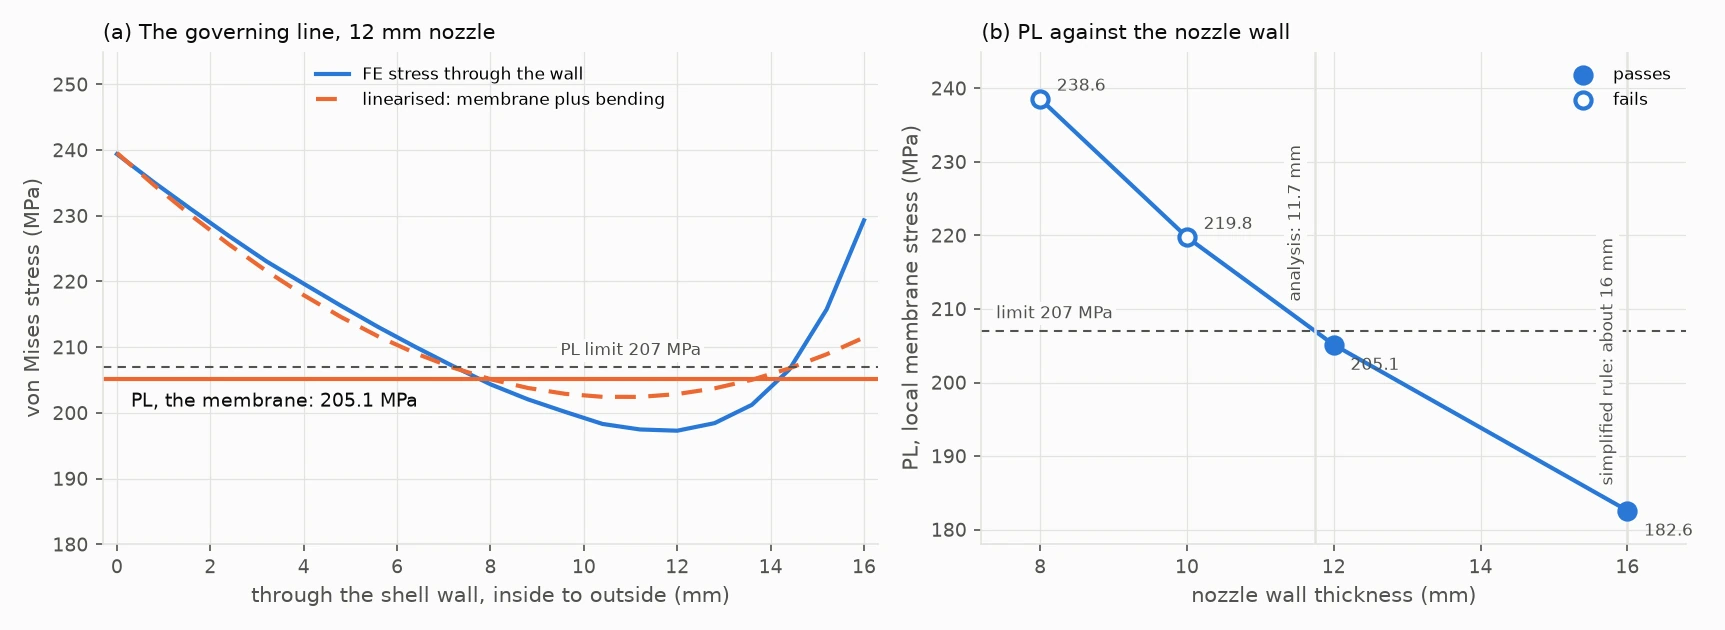 (a) The governing line, 12 mm nozzle
FE stress through the wall
linearised: membrane plus bending
von Mises stress (MPa)
250
240
230
220
210
200
190
180
PL limit 207 MPa
PL, the membrane: 205.1 MPa
0 2 4 6 8 10 12 14 16
through the shell wall, inside to outside (mm)
(b) PL against the nozzle wall
passes
fails
PL, local membrane stress (MPa)
240
230
220
210
200
190
180
238.6
219.8
analysis: 11.7 mm
limit 207 MPa
205.1
simplified rule: about 16 mm
182.6
8 10 12 14 16
nozzle wall thickness (mm)